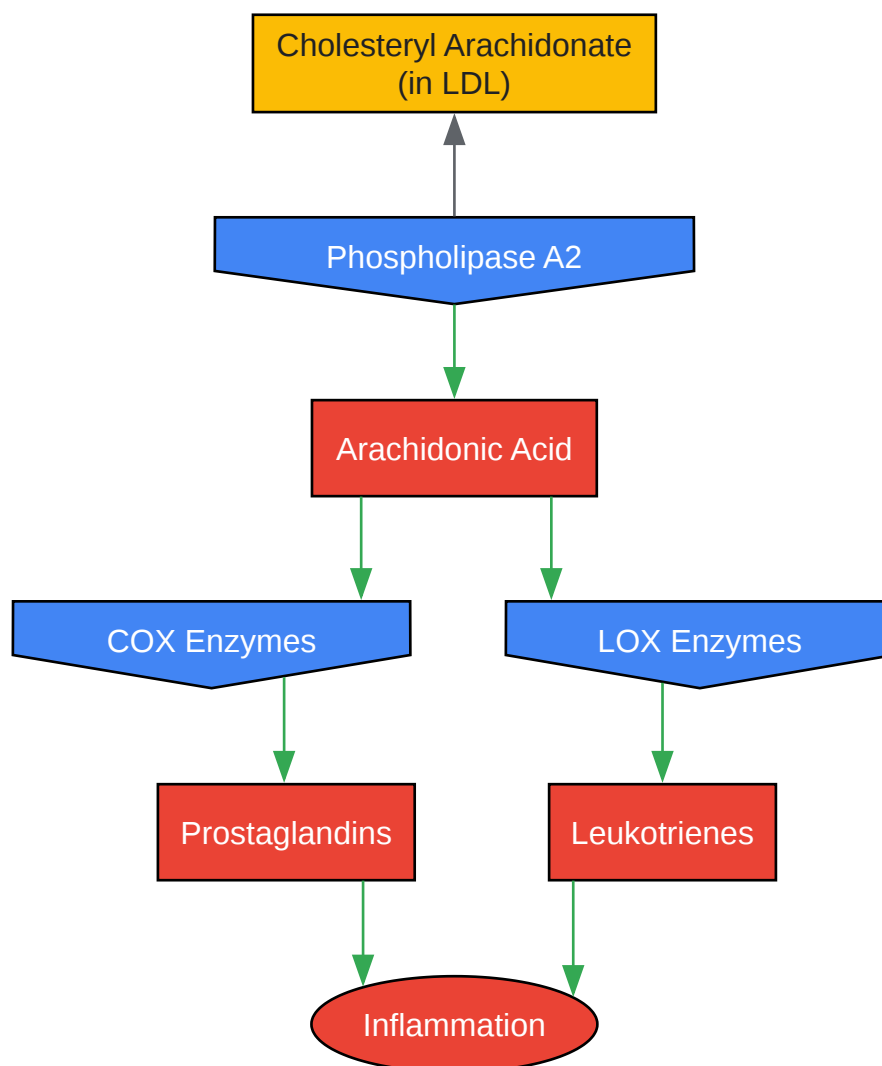 Cholesteryl Arachidonate
(in LDL)
Phospholipase A2
Arachidonic Acid
COX Enzymes
LOX Enzymes
Prostaglandins
Leukotrienes
Inflammation